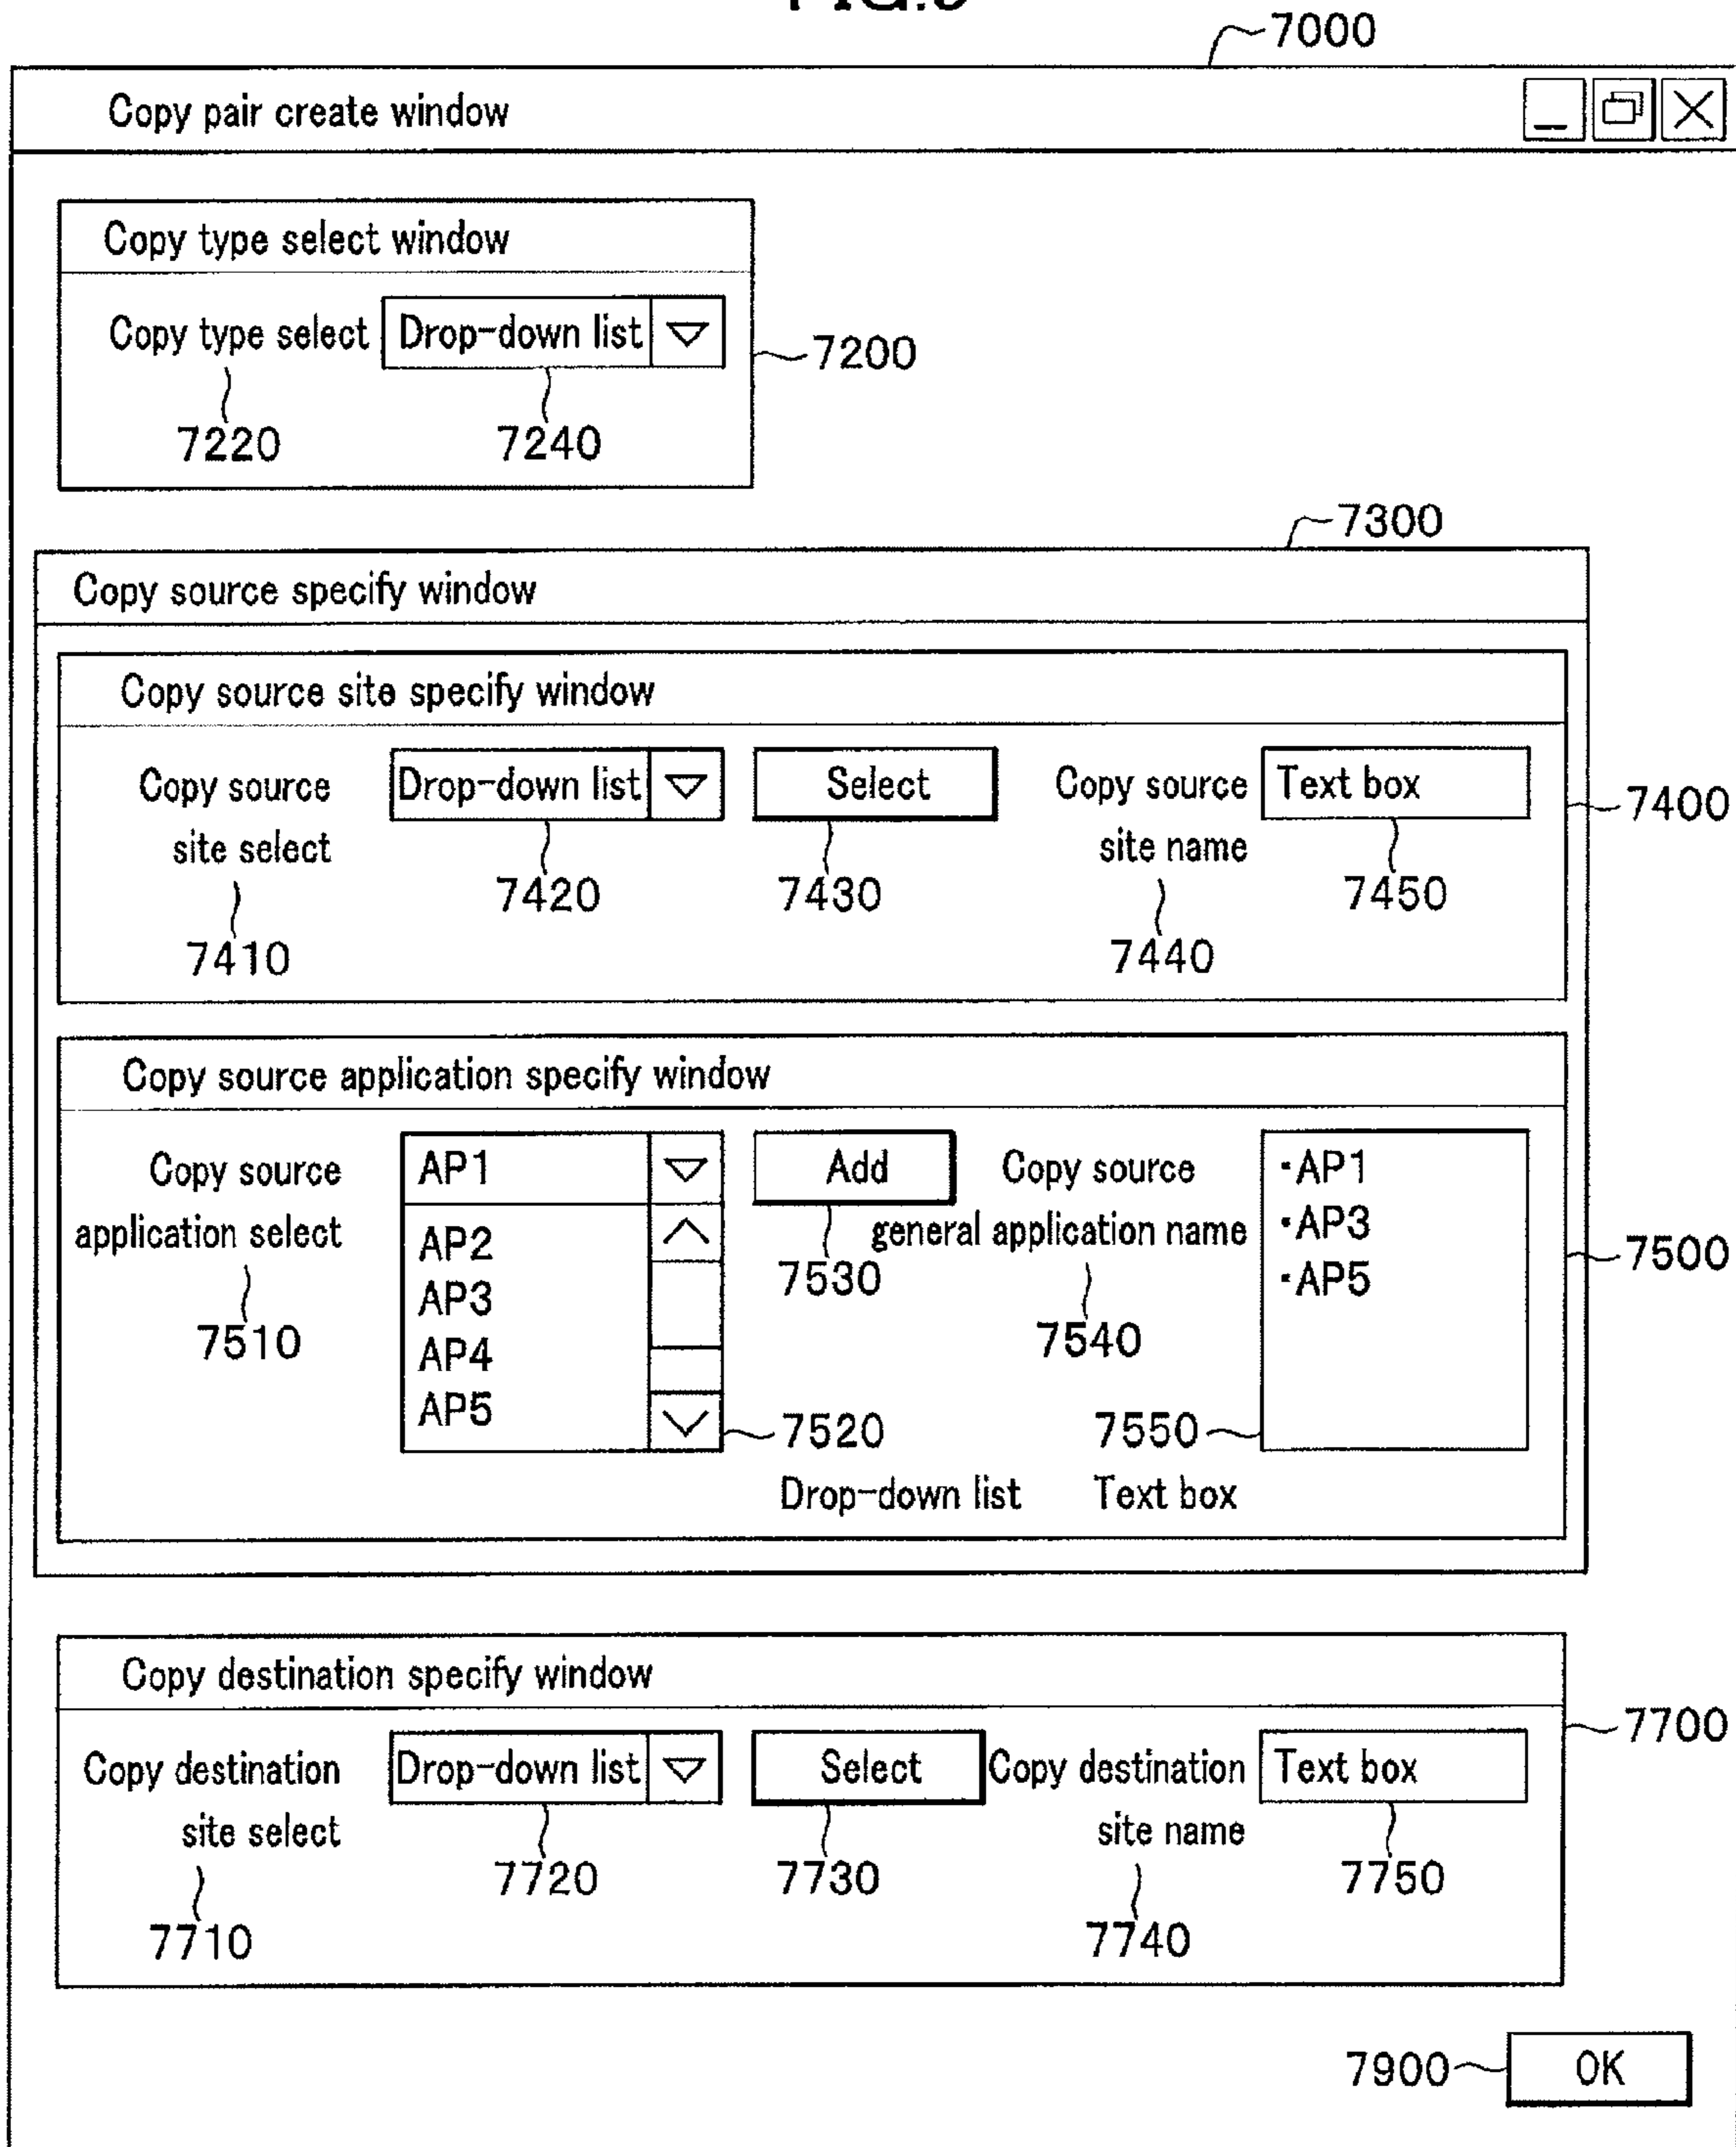 7000
Copy pair create window
Copy type select window
Copy type select Drop-down list
7200
7220 7240
7300
Copy source specify window
Copy source site specify window
Copy source site select
Drop-down list
Select
Copy source site name
Text box
7400
7420 7430 7450
7410 7440
Copy source application specify window
Copy source application select
AP1
AP2
AP3
AP4
AP5
Add
Copy source general application name
・AP1
・AP3
・AP5
7500
7530
7510 7540
7520 7550
Drop-down list Text box
Copy destination specify window
7700
Copy destination site select
Drop-down list
Select
Copy destination site name
Text box
7720 7730 7750
7710 7740
7900 OK